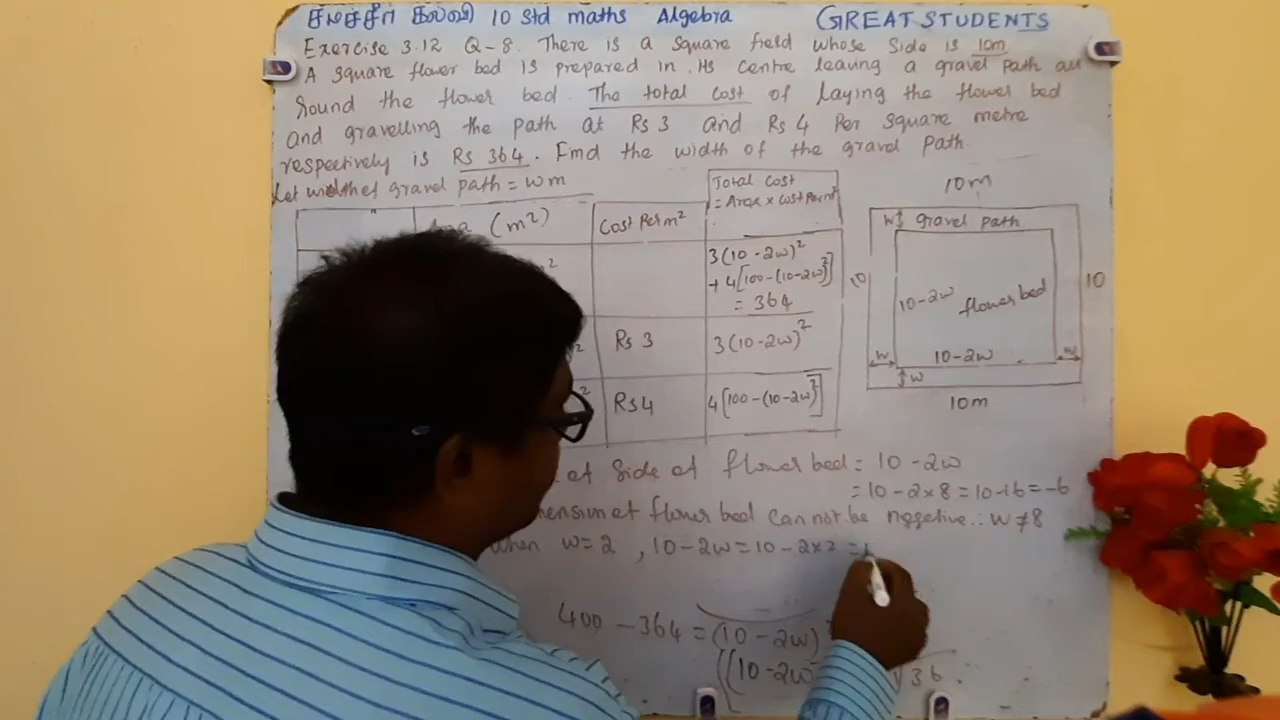 சமச்சீர் கல்வி 10 Std maths Algebra GREAT STUDENTS
Exercise 3.12 Q-8. There is a square field whose side is 10m
A square flower bed is prepared in its centre leaving a gravel path all
round the flower bed. The total cost of laying the flower bed
and gravelling the path at Rs 3 and Rs 4 per square metre
respectively is Rs 364. Find the width of the gravel path.
Let width of gravel path = wm
(m²) Cost Per m² Total cost
= Area x Cost Per m²
3(10-2w)²
+ 4[100-(10-2w)²]
= 364
Rs 3 3(10-2w)²
Rs 4 4[100-(10-2w)²]
10m
w gravel path
10 10-2w flower bed 10
w 10-2w w
w
10m
of side of flower bed = 10-2w
= 10-2x8 = 10-16 = -6
of flower bed can not be negative ∴ w ≠ 8
when w = 2, 10-2w = 10-2x2 =
400 - 364 = (10-2w)
(10-2w √36.